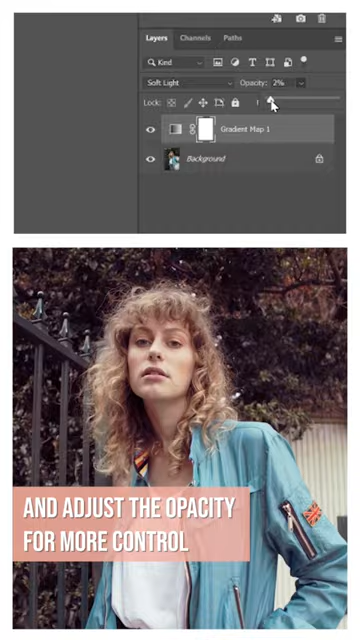 Layers Channels Paths
Kind
Soft Light Opacity: 2%
Lock:
Gradient Map 1
Background
AND ADJUST THE OPACITY
FOR MORE CONTROL